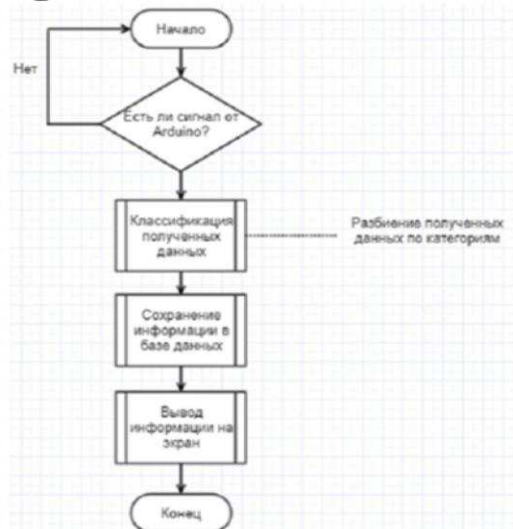 Начало
Нет
Есть ли сигнал от
Arduino?
Классификация
полученных
данных
Разбиение полученных
данных по категориям
Сохранение
информации в
базе данных
Вывод
информации на
экран
Конец